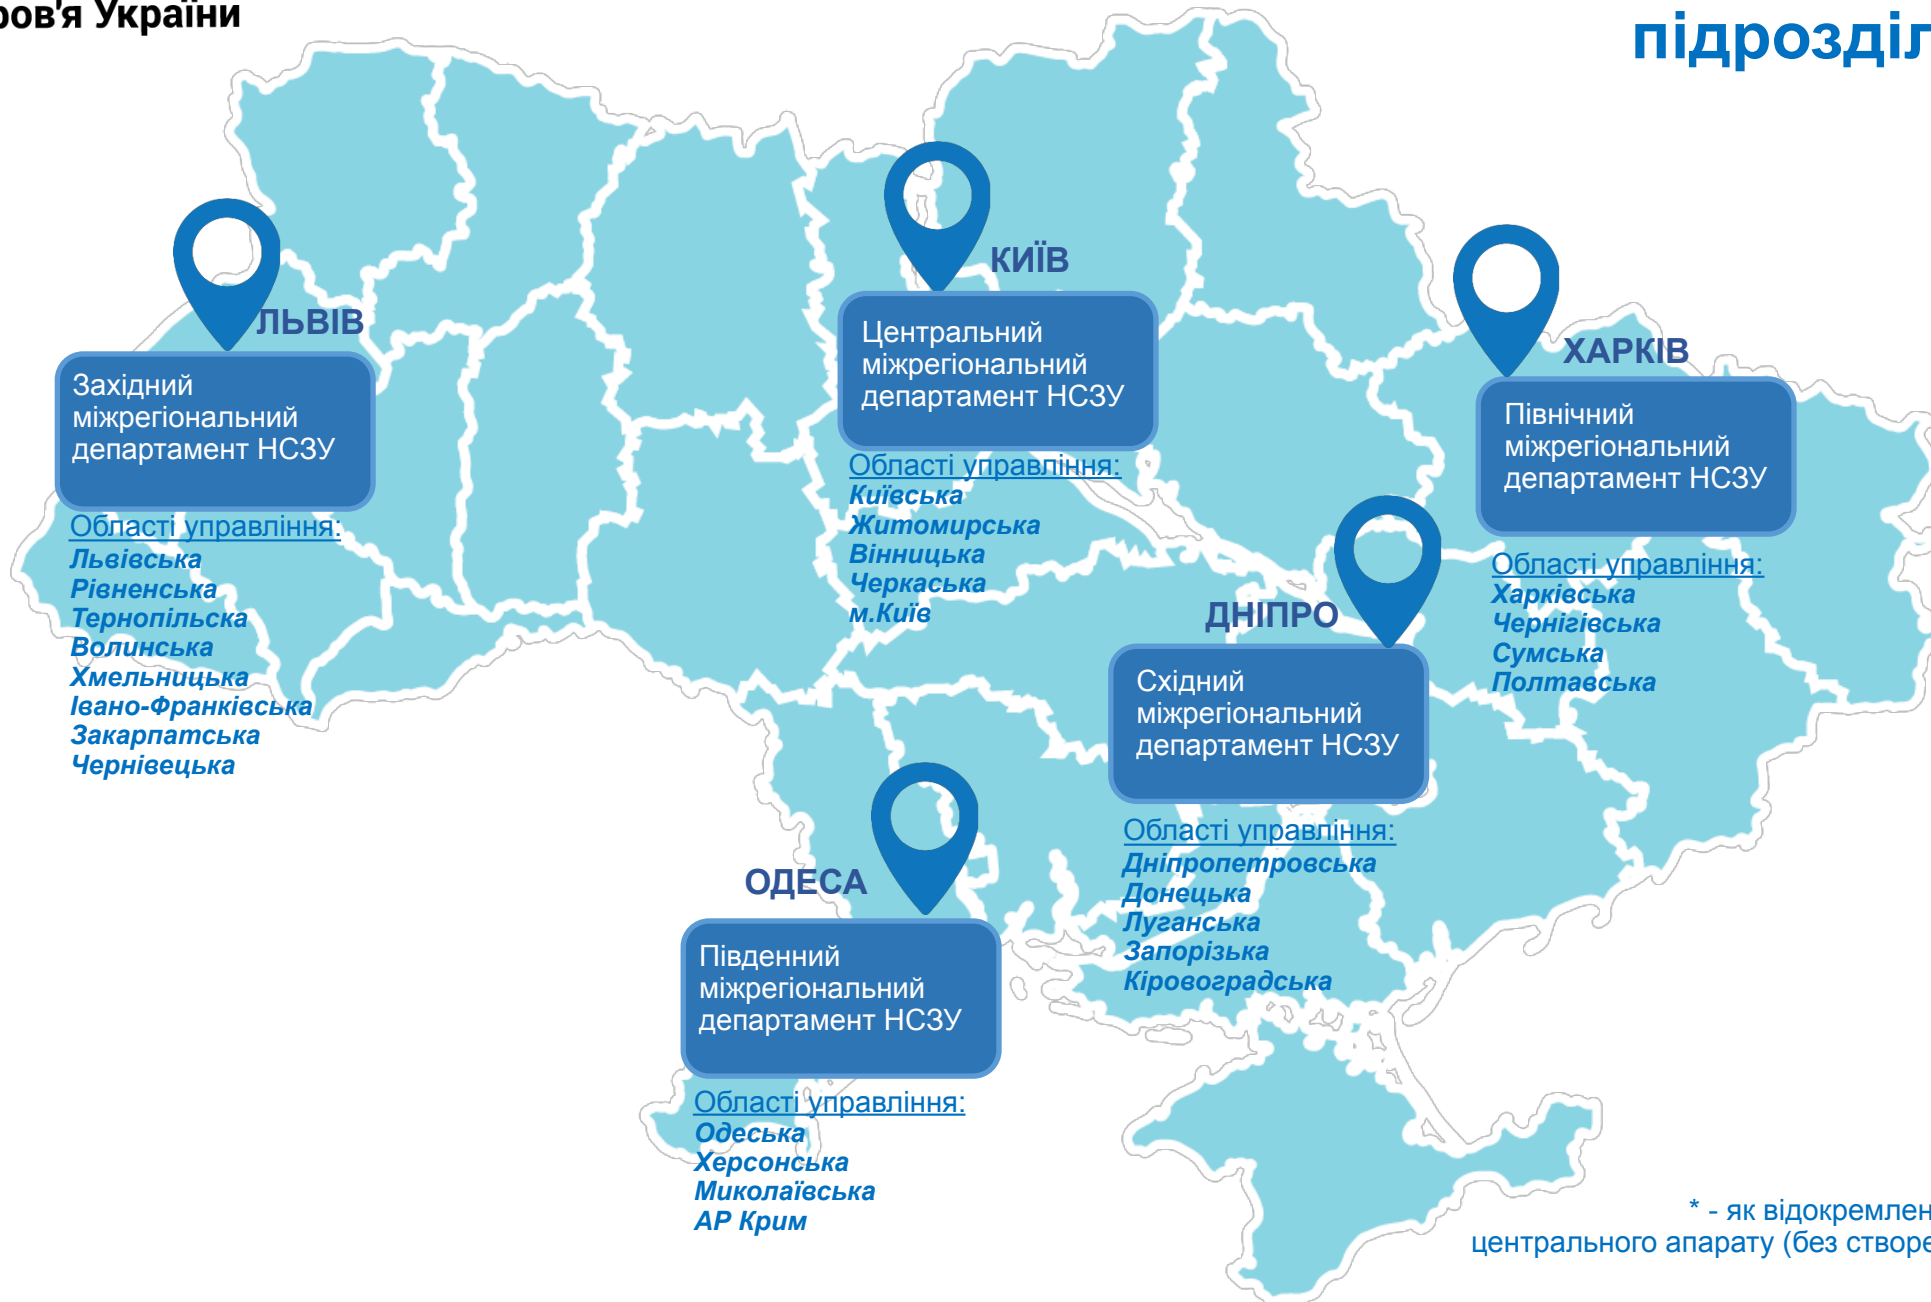 ров'я України
підрозділ
ЛЬВІВ
Західний
міжрегіональний
департамент НСЗУ
Області управління:
Львівська
Рівненська
Тернопільска
Волинська
Хмельницька
Івано-Франківська
Закарпатська
Чернівецька
КИЇВ
Центральний
міжрегіональний
департамент НСЗУ
Області управління:
Київська
Житомирська
Вінницька
Черкаська
м.Київ
ХАРКІВ
Північний
міжрегіональний
департамент НСЗУ
Області управління:
Харківська
Чернігівська
Сумська
Полтавська
ДНІПРО
Східний
міжрегіональний
департамент НСЗУ
Області управління:
Дніпропетровська
Донецька
Луганська
Запорізька
Кіровоградська
ОДЕСА
Південний
міжрегіональний
департамент НСЗУ
Області управління:
Одеська
Херсонська
Миколаївська
АР Крим
* - як відокремлен
центрального апарату (без створе